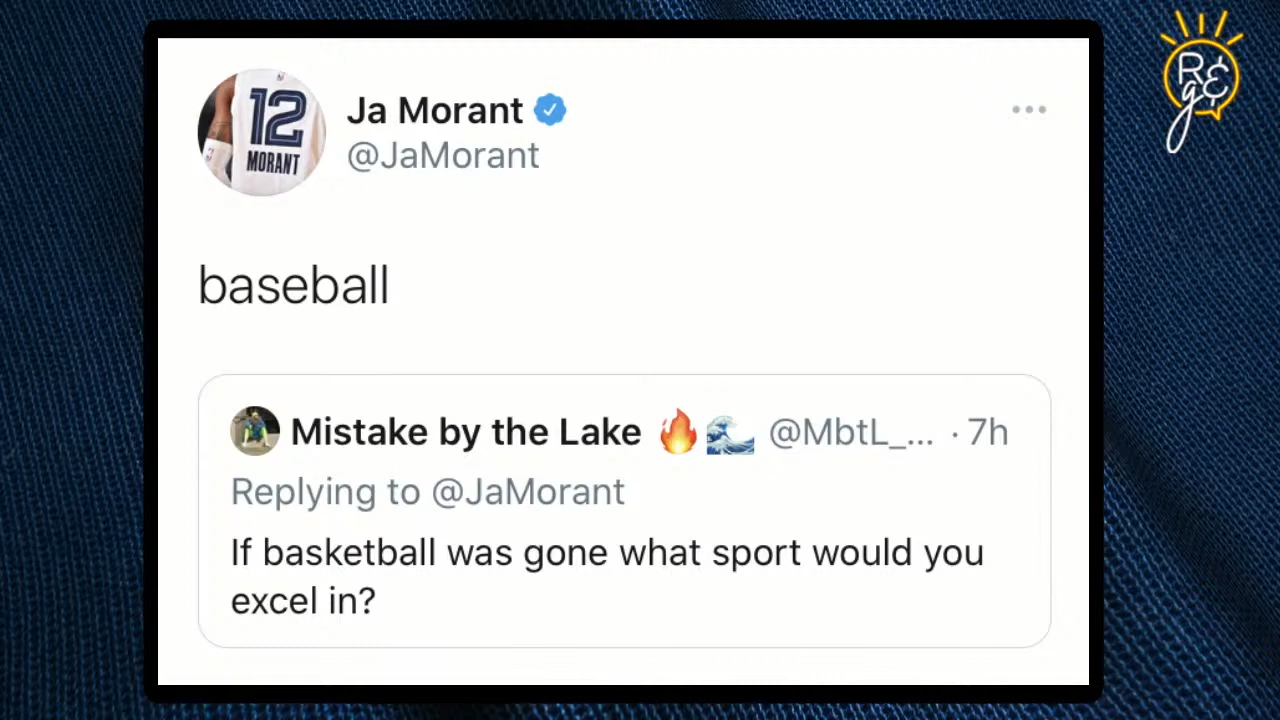 Ja Morant
@JaMorant
12
MORANT
baseball
Mistake by the Lake 🔥🌊 @MbtL_... · 7h
Replying to @JaMorant
If basketball was gone what sport would you
excel in?
R&
g